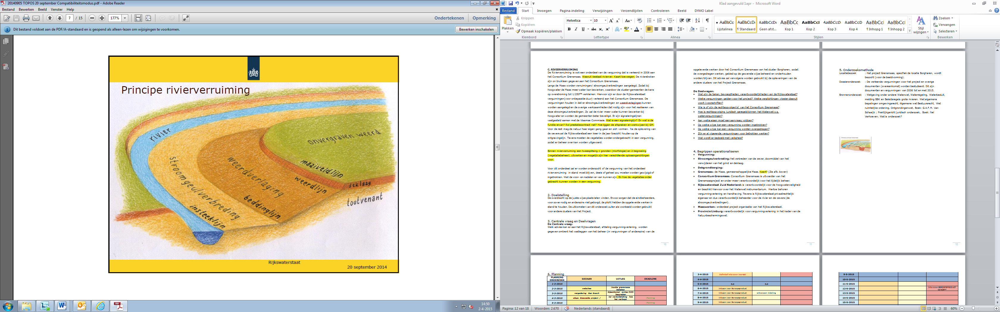 20140905 TOPOS 20 september Compatibiliteitsmodus.pdf - Adobe Reader
Bestand Bewerken Beeld Venster Help
7 / 15 177%
Ondertekenen Opmerking
Dit bestand voldoet aan de PDF/A-standaard en is geopend als alleen-lezen om wijzigingen te voorkomen.
Bewerken inschakelen
Principe rivierverruiming
rivier
onvergraven weerd
stroomgeulverbreding
weerdverlaging
maaiveldlijn
weerdlijn
deklaag
beddinglijn
toutvenant
insteeklijn
Rijkswaterstaat
20 september 2014
14:50
2-4-2015
Klad aangevuld 1apr - Microsoft Word
Bestand Start Invoegen Pagina-indeling Verwijzingen Verzendlijsten Controleren Beeld DYMO Label
Plakken
Knippen
Kopiëren
Opmaak kopiëren/plakken
Klembord
Helvetica 10
Lettertype
Alinea
Lijstalinea
¶ Standaard
Geen afst...
Kop 1
Kop 2
Kop 3
Kop 4
¶ Inhopg 1
¶ Inhopg 2
Stijlen
Stijl wijzigen
Zoeken
Vervangen
Selecteren
Bewerken
C. RIVIERVERRUIMING
De Rivierverruiming is ook een onderdeel van de vergunning dat is verleend in 2006 aan
het Consortium Grensmaas. Waaruit bestaat rivierver. Kaart toevoegen. De rivierstroken
zijn on bruikleen gegeven aan het Consortium Grensmaas.
Langs de Maas worden verruimingen/ stroomgeulverbredingen aangelegd. Zodat bij
hoogwater de Maas meer water kan bewerken, waardoor de cluster-gemeenten de kans
op overstroming tot 1/250ste verkleinen. Hiervoor zijn er door de Rijkswaterstaat
vergunningen(voor onbepaalde duur) verleend aan het Consortium Grensmaas. De
vergunningen houden in dat er stroomgeulverbredingen en weerdverlagingen kunnen
worden aangelegd en de overige werkzaamheden dat nodig zijn voor het realiseren van
deze stroomgeulverbredingen. Zo zal de rivier meer water kunnen bewerken bij
hoogwater en worden de gemeenten beter beveiligd. Er zijn signaleringslijnen
vastgesteld samen met de Vlaamse Commissie. Wat is een signaleringlijn? En wat is de
functie ervan? Rol prestatiecontract nat? Hoe liggen de afspraken en werkwijzen bij GM.
Voor de rest mag de natuur haar eigen gang gaan en zich vormen. Na de oplevering van
de oevers zal de Rijkswaterstaat een keer in de jaar toezicht houden op de
ontgravingslijn. Tevens moeten de vegetaties worden ondergebracht in een vergunning,
zodat er beheer over kan worden uitgevoerd.
Binnen rivierverruiming een tweesplitsing 1 gronden (morfologie) en 2 begroeiing
(vegetatiebeheer), uitwerken en mogelijk zijn hier verschillende oplossingsrichtingen
voor.
Voor dit onderdeel zal er worden onderzocht of de vergunning van het onderdeel
rivierverruiming in stand moet blijven, deels of geheel zou moeten worden gewijzigd of
ingetrokken. Wat de voor- en nadelen er van kunnen zijn. En hoe de vegetaties onder
gebracht kunnen worden in een vergunning.
2. Doelstelling
De overdracht op de juiste wijze plaats laten vinden. Ervoor zorgen dat de eindbeheerders,
voor zover nodig en anderszins niet geborgd, de plicht hebben de opgeleverde werken in
stand te houden. De uitkomsten van dit onderzoek zullen als voorbeeld worden gebruikt
voor andere clusters van het Project.
3. Centrale vraag en Deelvragen
De Centrale vraag:
Welk advies kan er aan het Rijkswaterstaat, afdeling vergunningverlening, worden
gegeven omtrent het vastleggen van het beheer (in vergunningen of anderszins) van de
10
opgeleverde werken door het Consortium Grensmaas van het cluster Borgharen, zodat
de overgedragen werken, gebied op de gewenste wijze beheerd en onderhouden
worden/blijven. Dit advies zal vervolgens worden gebruikt bij de opleveringen van de
andere clusters van het Project Grensmaas.
De Deelvragen:
• Wat zijn de taken, bevoegdheden, verantwoordelijkheden van de Rijkswaterstaat?
• Welke vergunningen gelden voor het project? Welke verplichtingen vloeien daaruit
voort (voorschriften?
• Wie is of zijn de rechtsopvolger(s) van het Consortium Grensmaas?
• Hoe is rechtsopvolging juridisch geregeld binnen het Waterwet c.q.
watervergunningen?
• Aan welke eisen moet een aanvraag voldoen?
• Op welke wijze kan een vergunning worden ingetrokken?
• Op welke wijze kan een vergunning worden overgedragen?
• Zijn er al vigerende vergunningen voor betrokken werken?
• Wat wordt er bedoeld met veiligheid?
4. Begrippen operationaliseren
• Vergunning:
• Stroomgeulverbreding: het verbreden van de oever, doormiddel van het
verwijderen van het grind en deklaag.
• Dekgrondberging:
• Grensmaas: de Maas, gemeenschappelijke Maas. Kaart? (Zie afb. boven)
• Consortium Grensmaas: Consortium Grensmaas is uitvoerder van het
Grensmaasproject en onder meer verantwoordelijk voor het tijdelijk beheer.
• Rijkswaterstaat Zuid Nederland: is verantwoordelijk voor de hoogwaterveiligheid
en beschikt hiervoor over het Waterwet instrumentarium. Hiertoe behoren
vergunningverlening en handhaving. Tevens is Rijkswaterstaat privaatrechtelijk
eigenaar en dus verantwoordelijk beheerder voor de rivier en de oevers (de
stroomgeulverbredingen).
• Maaswerken: onderdeel project organisatie van het Rijkswaterstaat.
• Provincie Limburg: verantwoordelijk voor vergunningverlening in het kader van de
Natuurbeschermingswet.
11
5. Onderzoeksmethode
Locatiebezoek : Het project Grensmaas, specifiek de locatie Borgharen, wordt
bezocht (voor de beeldvorming).
Dossieronderzoek : De verleende vergunningen voor het project en overige
documenten (overeenkomst) worden bestudeerd. Dit zijn
documenten en vergunningen van 2006 tot en met 2015.
Bronnenonderzoek : Wetgeving onder andere Waterwet, Waterregeling, Waterbesluit,
melding BBK en Beleidsregels grote rivieren. Wet algemene
bepalingen omgevingsrecht, Algemene wet Bestuursrecht, Wet
ruimtelijke ordening, Ontgrondingenwet, Boek: G.A.F.M. Van
Schaaijk ; Praktijkgericht juridisch onderzoek, Boek: Nel
Verhoeven; Wat is onderzoek?
12
6. Planning
PLANNING ONDERZOEK GEDAAN UITLEG DEADLINE
1-3-2015
2-3-2015 websites inzake grensmaas bekeken
3-3-2015 vergadering Den Bosch bijeenkomst acties RWS bespreken
4-3-2015 Planning
5-3-2015 Planning
3-4-2015
4-4-2015
5-4-2015
6-4-2015 Inlezen voor Beroepsproduct
7-4-2015 Inlezen voor Beroepsproduct ontwerpen indeling
8-4-2015 Inlezen voor Beroepsproduct
9-4-2015 Inlezen voor Beroepsproduct
9-5-2015
10-5-2015
11-5-2015
12-5-2015 Inleveren BEROEPSPRODUCT CONCEPT
13-5-2015
14-5-2015
15-5-2015
Pagina: 12 van 18 Woorden: 2.670 Nederlands (standaard) 60%